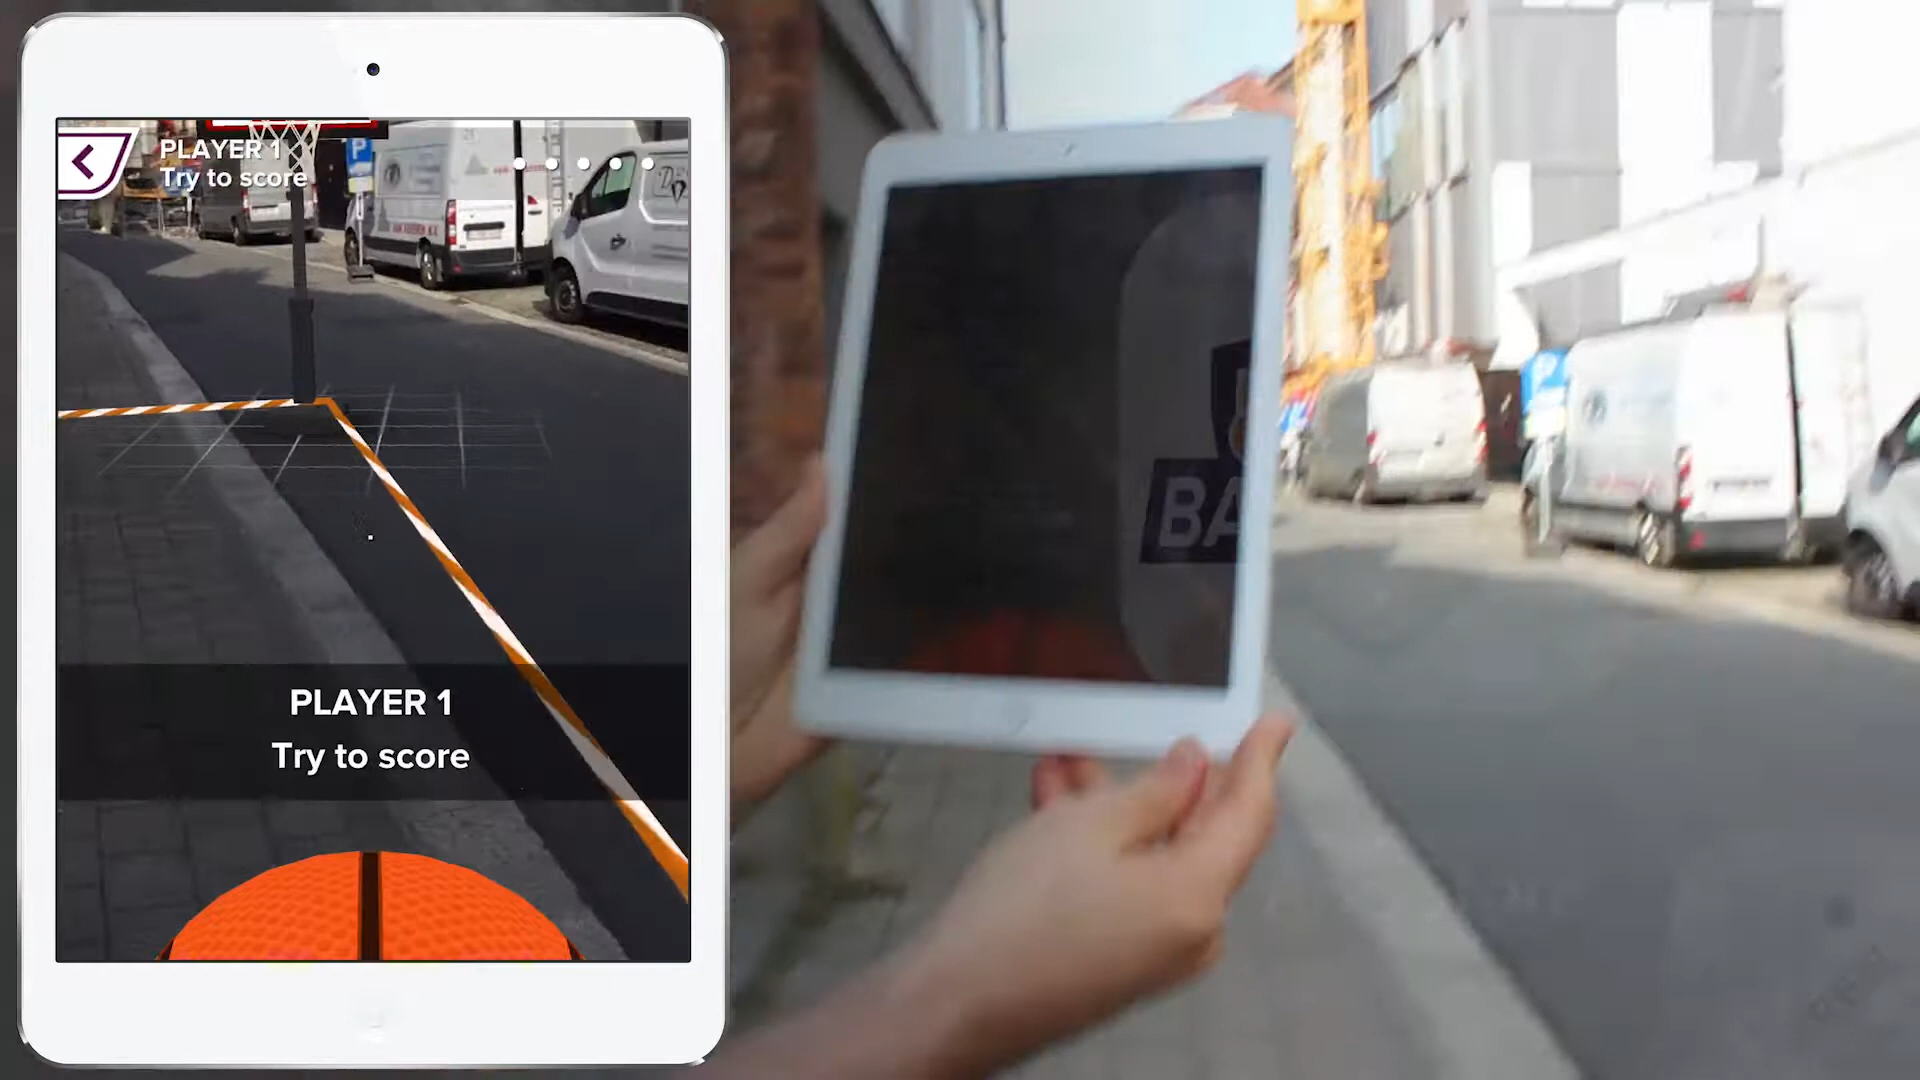 PLAYER 1
Try to score
P
PLAYER 1
Try to score
BA